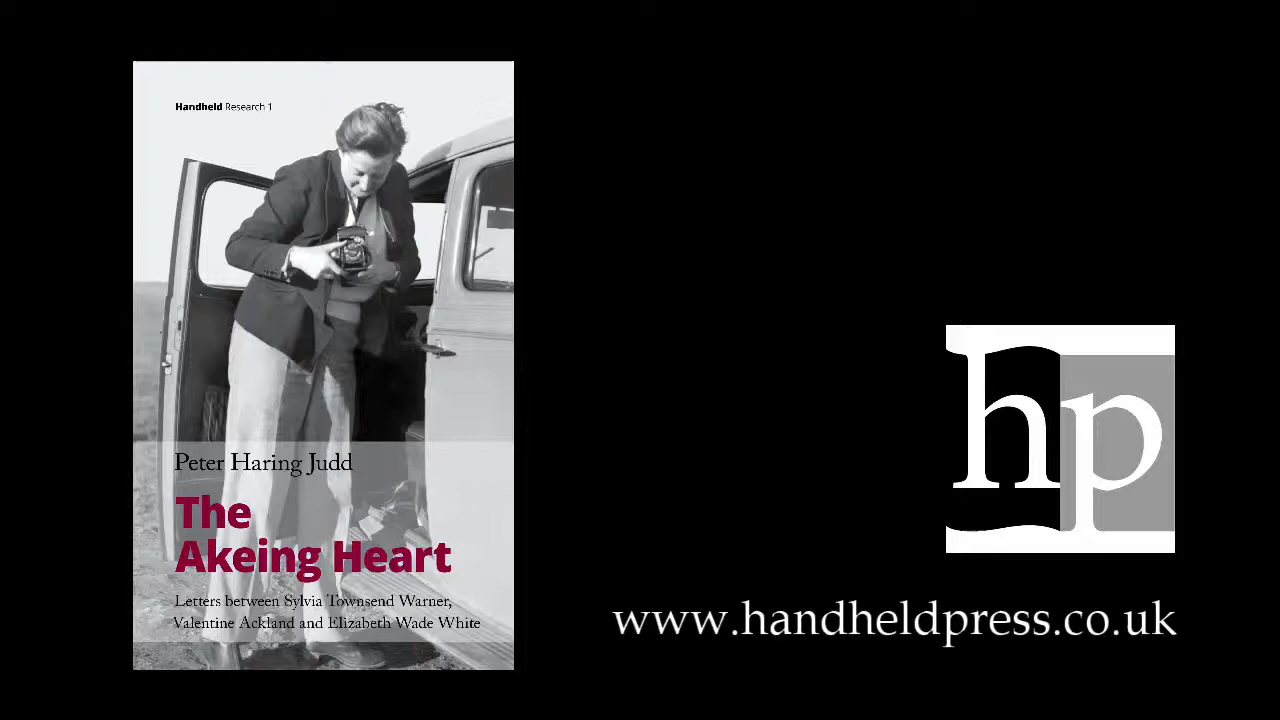 Handheld Research 1
Peter Haring Judd
The
Akeing Heart
Letters between Sylvia Townsend Warner,
Valentine Ackland and Elizabeth Wade White
hp
www.handheldpress.co.uk